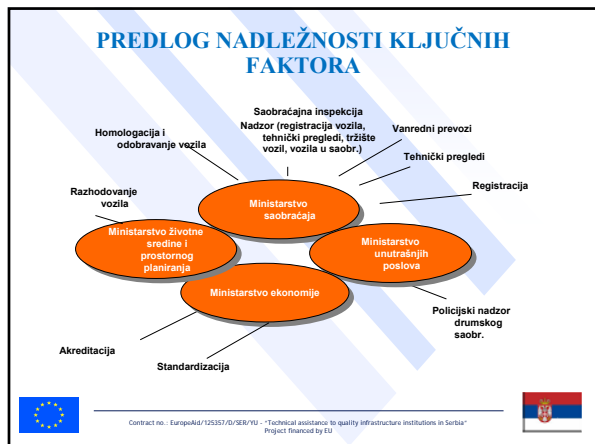 PREDLOG NADLEŽNOSTI KLJUČNIH
FAKTORA
Saobraćajna inspekcija
Nadzor (registracija vozila,
tehnički pregledi, tržište
vozil, vozila u saobr.)
Homologacija i
odobravanje vozila
Vanredni prevozi
Tehnički pregledi
Registracija
Razhodovanje
vozila
Ministarstvo
saobraćaja
Ministarstvo životne
sredine i
prostornog
planiranja
Ministarstvo
unutrašnjih
poslova
Ministarstvo ekonomije
Policijski nadzor
drumskog
saobr.
Akreditacija
Standardizacija
Contract no.: EuropeAid/125357/D/SER/YU - "Technical assistance to quality infrastructure institutions in Serbia"
Project financed by EU